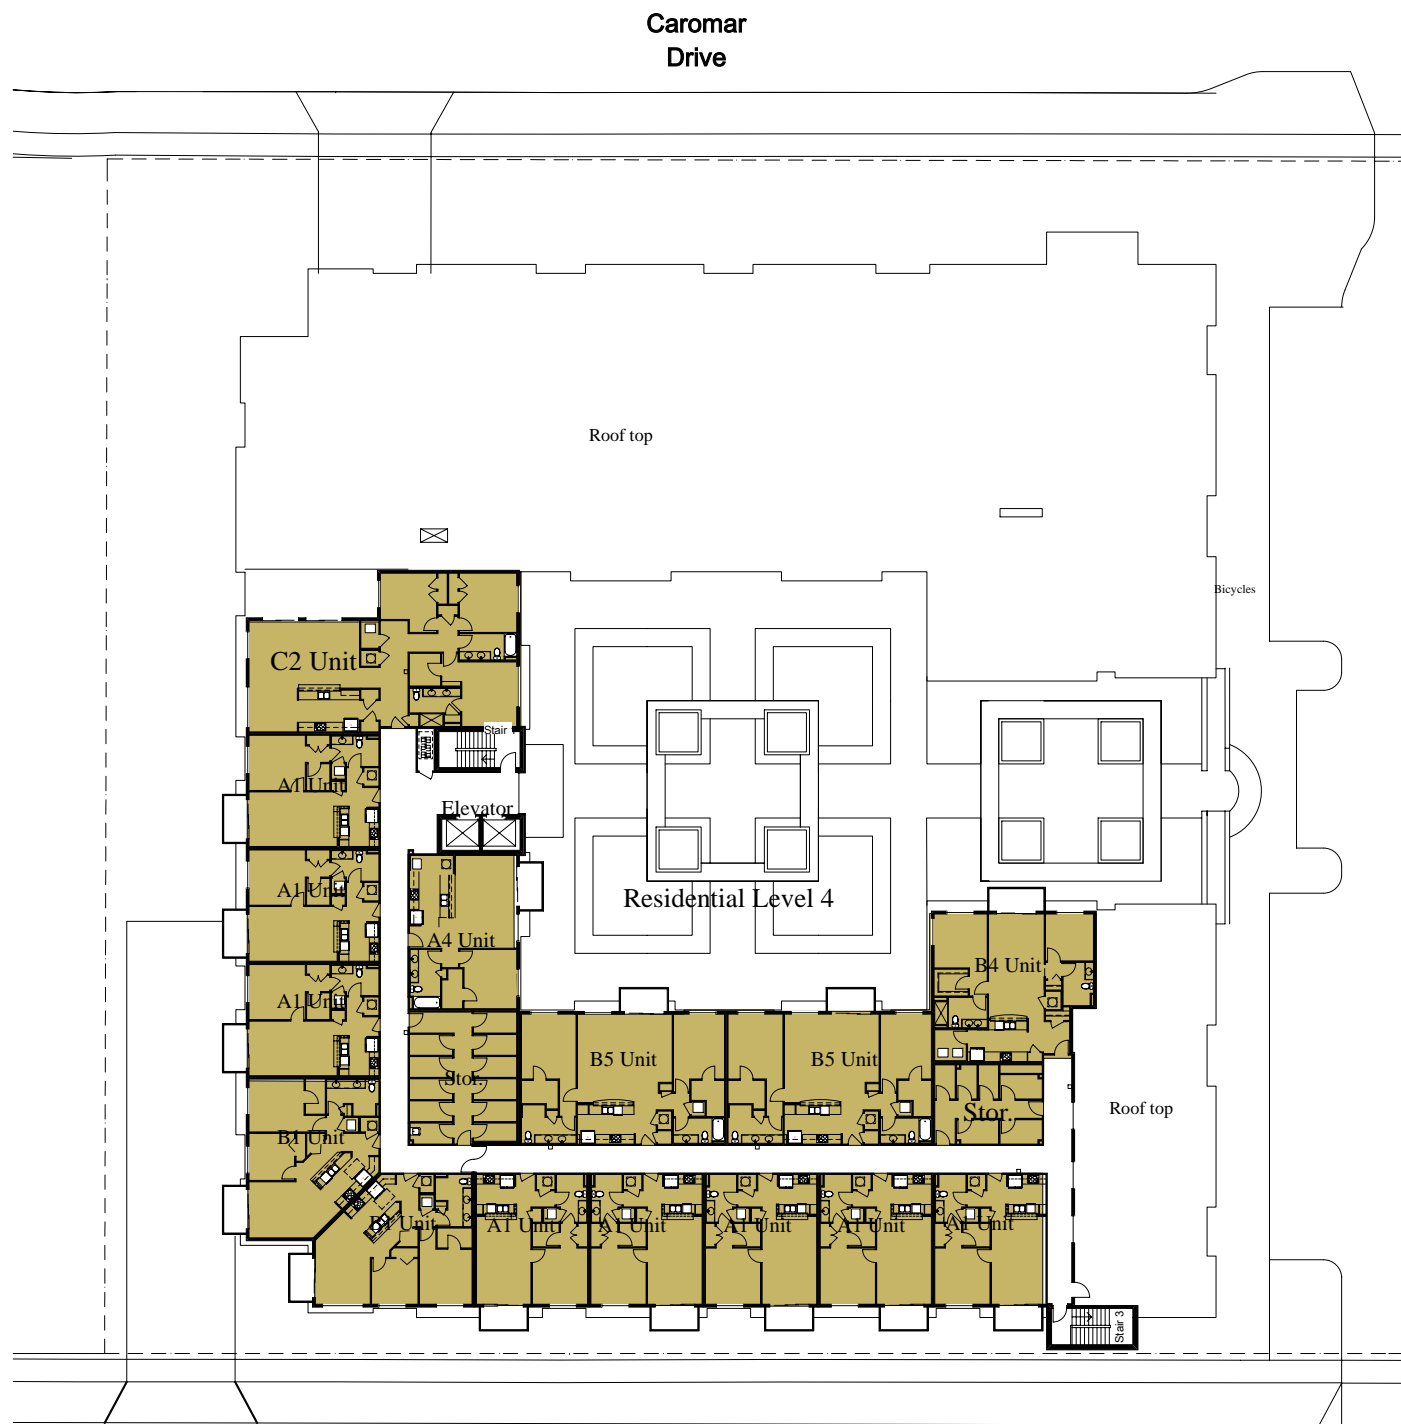 Caromar
Drive
Roof top
Bicycles
C2 Unit
Stair
A1 Unit
Elevator
A1 Unit
Residential Level 4
A4 Unit
B4 Unit
A1 Unit
B5 Unit
B5 Unit
Stor.
Stor.
Roof top
B1 Unit
Unit
A1 Unit
A1 Unit
A1 Unit
A1 Unit
A1 Unit
Stair 3